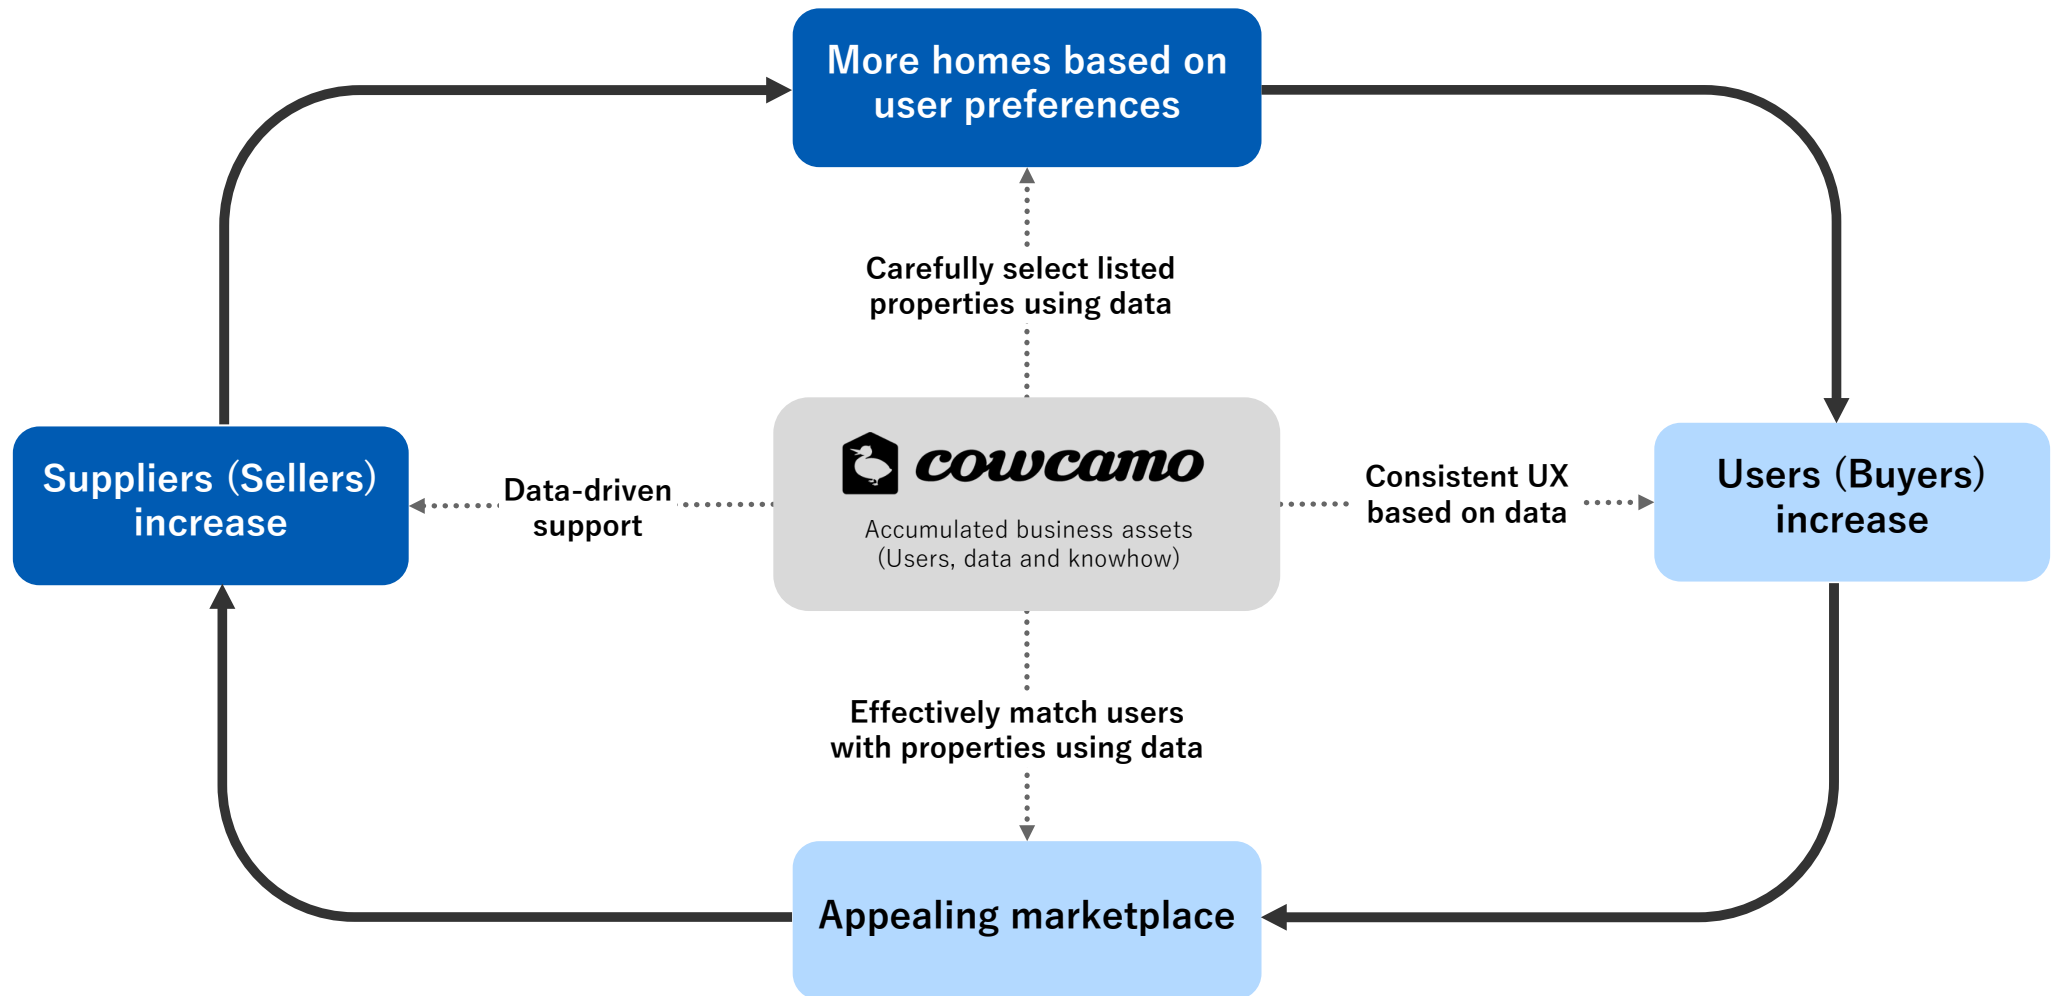 More homes based on
user preferences
Carefully select listed
properties using data
Suppliers (Sellers)
increase
Data-driven
support
cowcamo
Accumulated business assets
(Users, data and knowhow)
Consistent UX
based on data
Users (Buyers)
increase
Effectively match users
with properties using data
Appealing marketplace